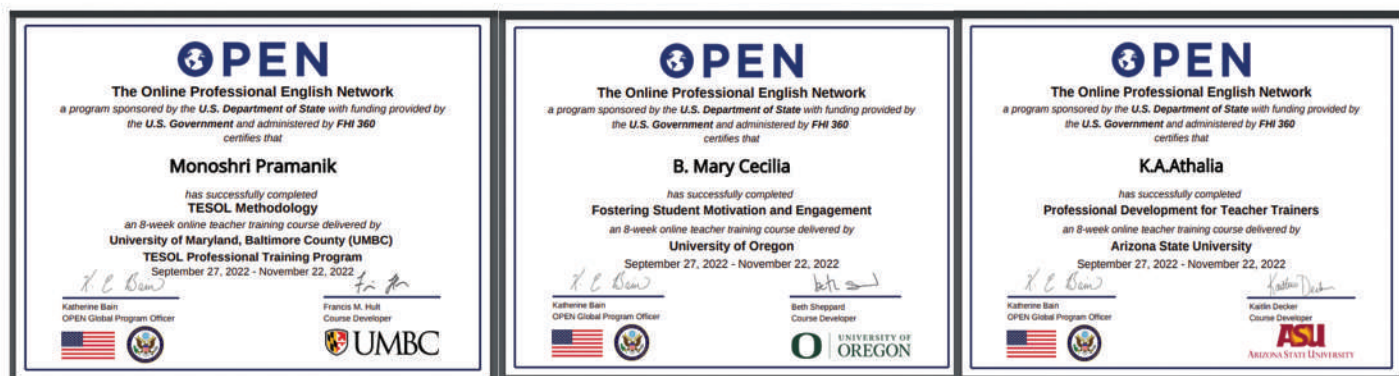 OPEN
The Online Professional English Network
a program sponsored by the U.S. Department of State with funding provided by
the U.S. Government and administered by FHI 360
certifies that
Monoshri Pramanik
has successfully completed
TESOL Methodology
an 8-week online teacher training course delivered by
University of Maryland, Baltimore County (UMBC)
TESOL Professional Training Program
September 27, 2022 - November 22, 2022
K. E. Bain
Katherine Bain
OPEN Global Program Officer
Francis M. Hult
Course Developer
UMBC
OPEN
The Online Professional English Network
a program sponsored by the U.S. Department of State with funding provided by
the U.S. Government and administered by FHI 360
certifies that
B. Mary Cecilia
has successfully completed
Fostering Student Motivation and Engagement
an 8-week online teacher training course delivered by
University of Oregon
September 27, 2022 - November 22, 2022
K. E. Bain
Katherine Bain
OPEN Global Program Officer
Beth Sheppard
Course Developer
O
UNIVERSITY OF
OREGON
OPEN
The Online Professional English Network
a program sponsored by the U.S. Department of State with funding provided by
the U.S. Government and administered by FHI 360
certifies that
K.A.Athalia
has successfully completed
Professional Development for Teacher Trainers
an 8-week online teacher training course delivered by
Arizona State University
September 27, 2022 - November 22, 2022
K. E. Bain
Katherine Bain
OPEN Global Program Officer
Kaitlin Decker
Kaitlin Decker
Course Developer
ASU
ARIZONA STATE UNIVERSITY